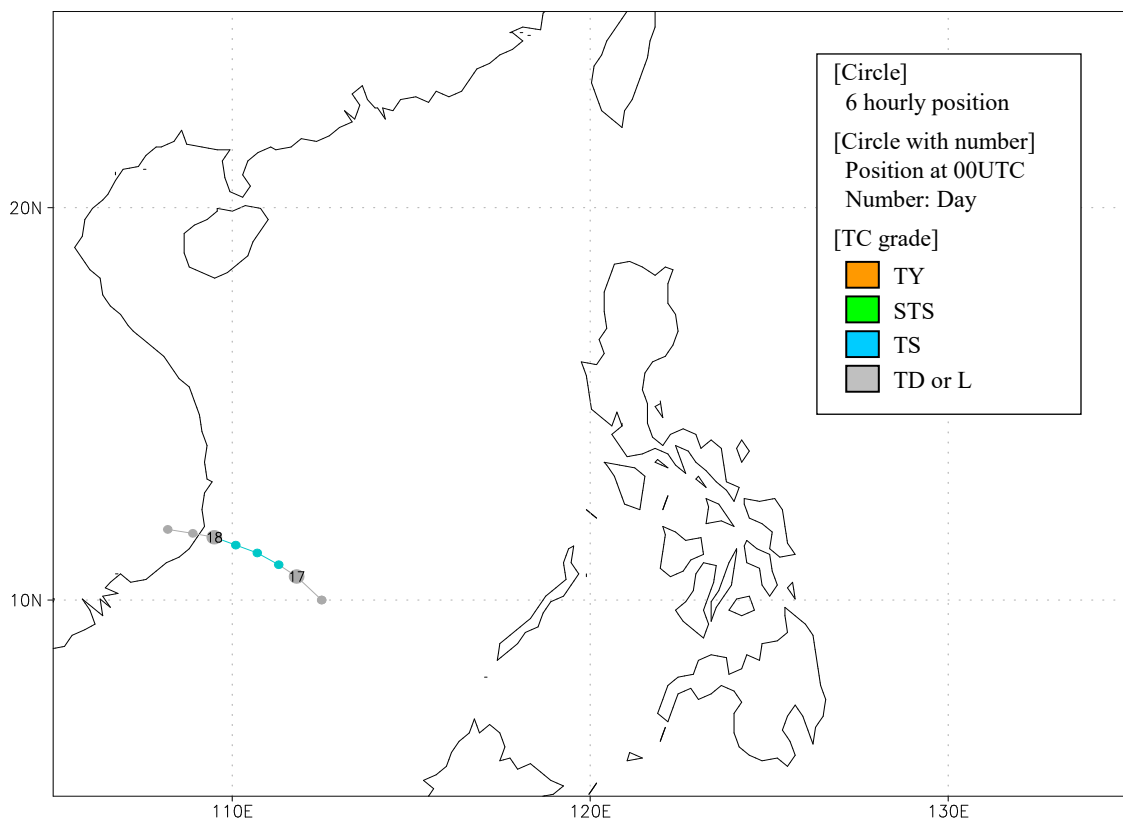 [Circle]
6 hourly position
[Circle with number]
Position at 00UTC
Number: Day
[TC grade]
TY
STS
TS
TD or L
20N
10N
18
17
110E
120E
130E